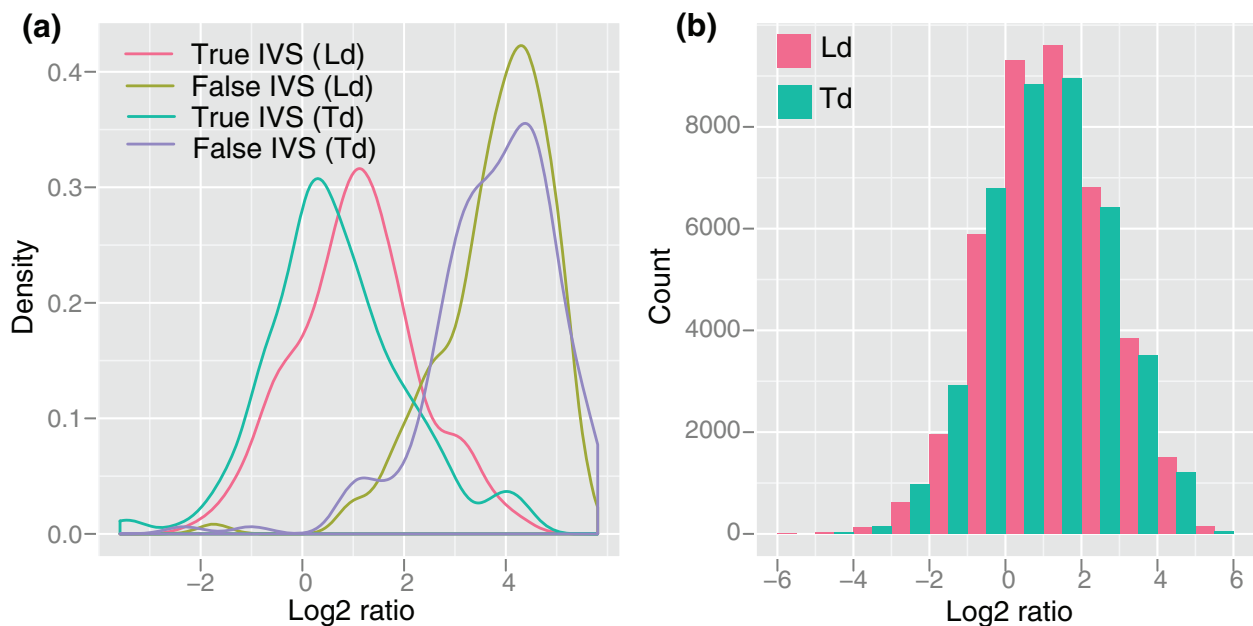 (a)
True IVS (Ld)
False IVS (Ld)
True IVS (Td)
False IVS (Td)
0.4
0.3
0.2
0.1
0.0
Density
−2 0 2 4
Log2 ratio
(b)
Ld
Td
8000
6000
4000
2000
0
Count
−6 −4 −2 0 2 4 6
Log2 ratio